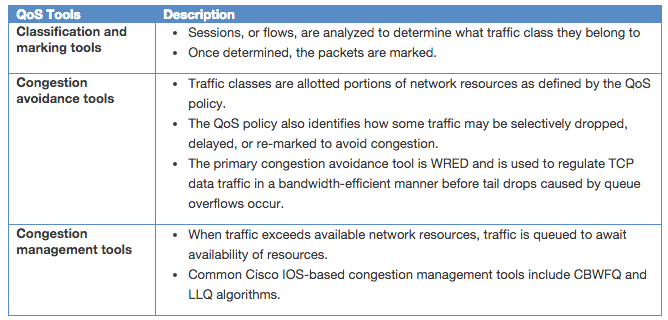 QoS Tools Description
Classification and
marking tools
• Sessions, or flows, are analyzed to determine what traffic class they belong to
• Once determined, the packets are marked.
Congestion
avoidance tools
• Traffic classes are allotted portions of network resources as defined by the QoS
policy.
• The QoS policy also identifies how some traffic may be selectively dropped,
delayed, or re-marked to avoid congestion.
• The primary congestion avoidance tool is WRED and is used to regulate TCP
data traffic in a bandwidth-efficient manner before tail drops caused by queue
overflows occur.
Congestion
management tools
• When traffic exceeds available network resources, traffic is queued to await
availability of resources.
• Common Cisco IOS-based congestion management tools include CBWFQ and
LLQ algorithms.